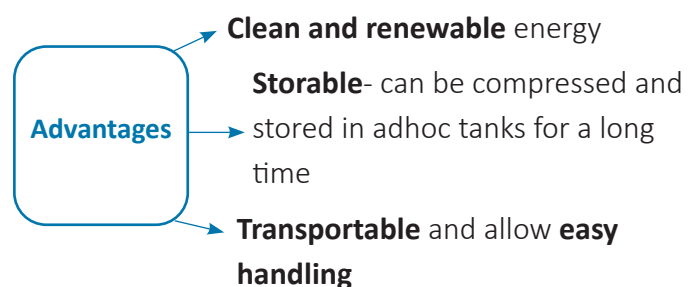 Clean and renewable energy
Storable- can be compressed and
Advantages
stored in adhoc tanks for a long
time
Transportable and allow easy
handling